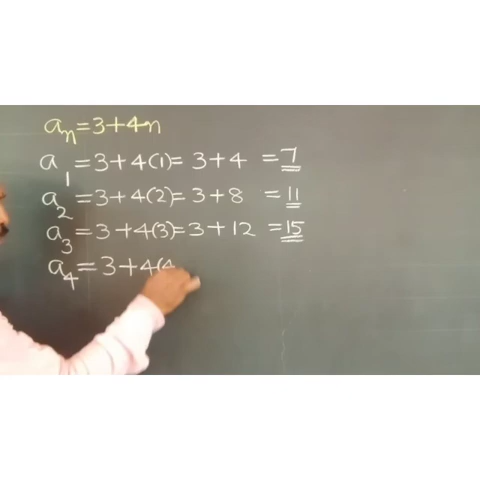 aₙ=3+4n
a₁=3+4(1)=3+4=7
a₂=3+4(2)=3+8=11
a₃=3+4(3)=3+12=15
a₄=3+4(4